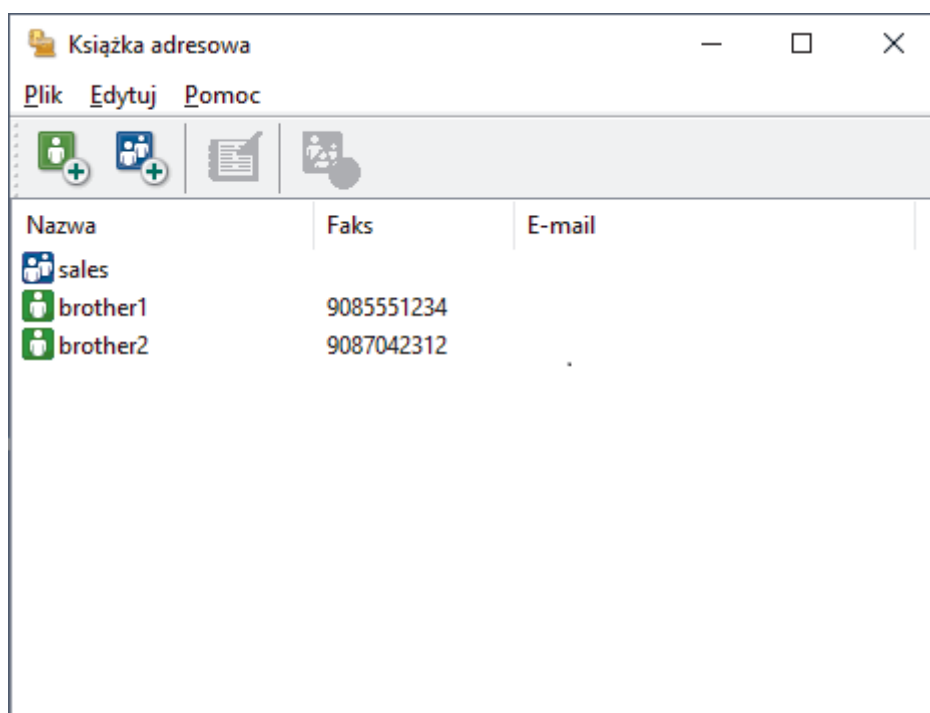 Książka adresowa
Plik Edytuj Pomoc
Nazwa Faks E-mail
sales
brother1 9085551234
brother2 9087042312